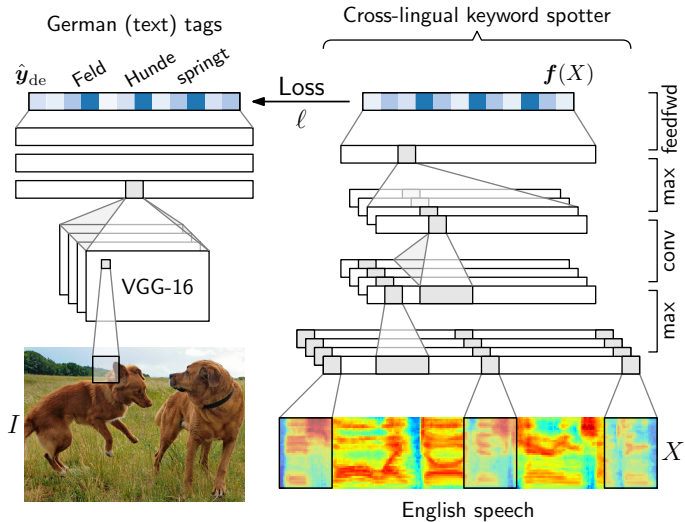 German (text) tags
Cross-lingual keyword spotter
ŷ_de
Feld
Hunde
springt
Loss
ℓ
f(X)
feedfwd
max
conv
max
VGG-16
I
X
English speech